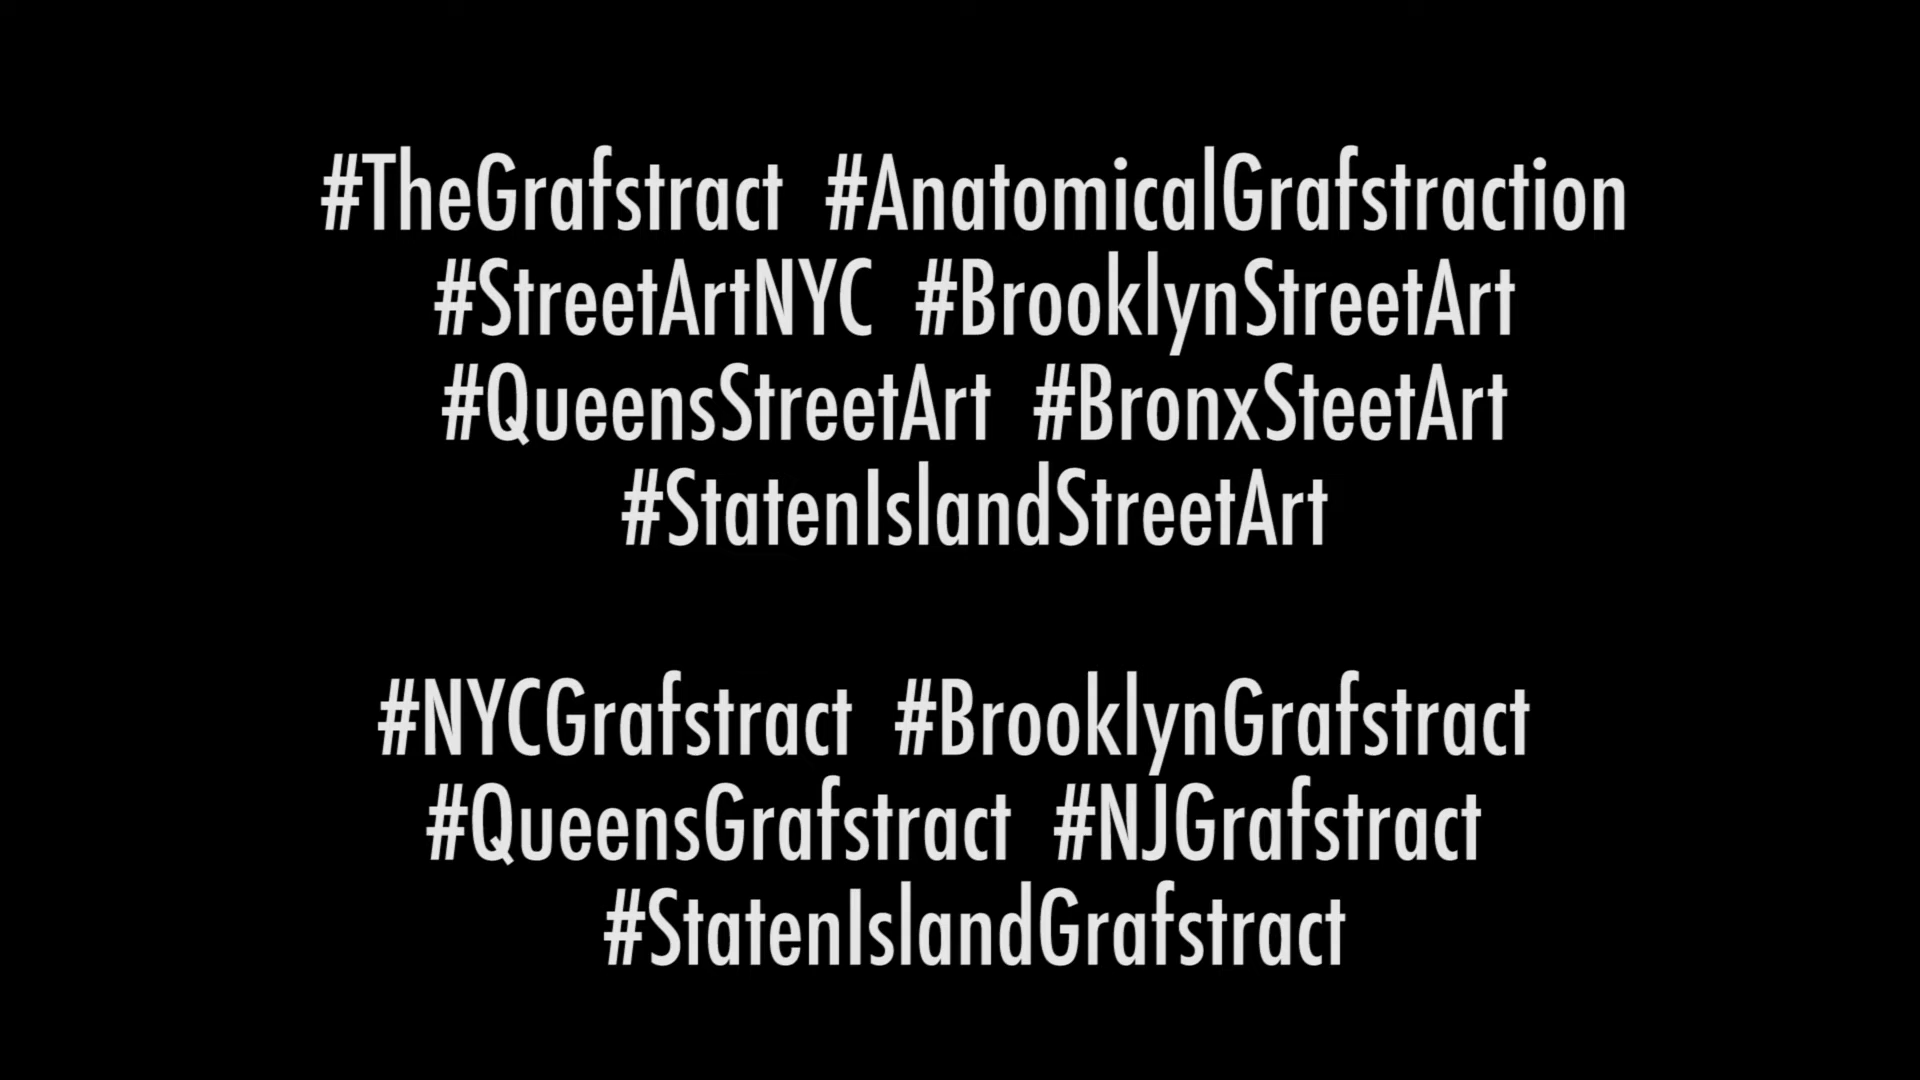 #TheGrafstract #AnatomicalGrafstraction
#StreetArtNYC #BrooklynStreetArt
#QueensStreetArt #BronxSteetArt
#StatenIslandStreetArt
#NYCGrafstract #BrooklynGrafstract
#QueensGrafstract #NJGrafstract
#StatenIslandGrafstract